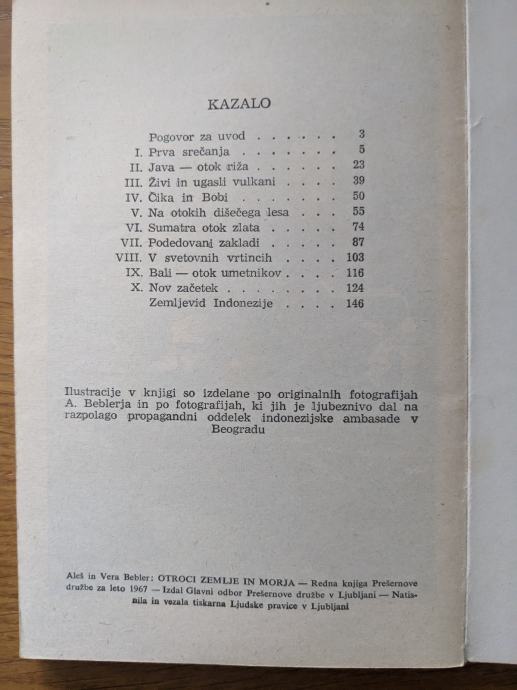 KAZALO
Pogovor za uvod . . . . . . 3
I. Prva srečanja . . . . . . . 5
II. Java — otok riža . . . . . 23
III. Živi in ugasli vulkani . . . . 39
IV. Čika in Bobi . . . . . . . 50
V. Na otokih dišečega lesa . . . 55
VI. Sumatra otok zlata . . . . 74
VII. Podedovani zakladi . . . . 87
VIII. V svetovnih vrtincih . . . . 103
IX. Bali — otok umetnikov . . . . 116
X. Nov začetek . . . . . . . . 124
Zemljevid Indonezije . . . . 146
Ilustracije v knjigi so izdelane po originalnih fotografijah
A. Beblerja in po fotografijah, ki jih je ljubeznivo dal na
razpolago propagandni oddelek indonezijske ambasade v
Beogradu
Aleš in Vera Bebler: OTROCI ZEMLJE IN MORJA — Redna knjiga Prešernove
družbe za leto 1967 — Izdal Glavni odbor Prešernove družbe v Ljubljani — Natis-
nila in vezala tiskarna Ljudske pravice v Ljubljani